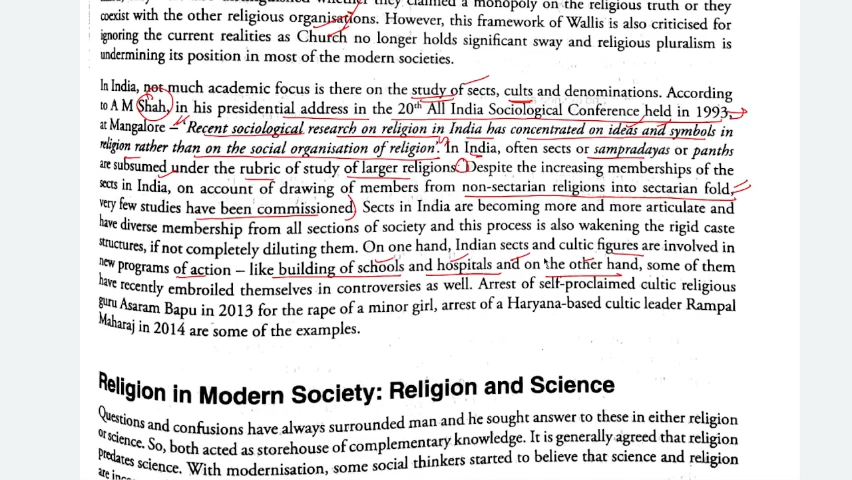 they claimed a monopoly on the religious truth or they
coexist with the other religious organisations. However, this framework of Wallis is also criticised for
ignoring the current realities as Church no longer holds significant sway and religious pluralism is
undermining its position in most of the modern societies.
In India, not much academic focus is there on the study of sects, cults and denominations. According
to A M Shah, in his presidential address in the 20th All India Sociological Conference held in 1993,
at Mangalore – 'Recent sociological research on religion in India has concentrated on ideas and symbols in
religion rather than on the social organisation of religion'. In India, often sects or sampradayas or panths
are subsumed under the rubric of study of larger religions. Despite the increasing memberships of the
sects in India, on account of drawing of members from non-sectarian religions into sectarian fold,
very few studies have been commissioned. Sects in India are becoming more and more articulate and
have diverse membership from all sections of society and this process is also wakening the rigid caste
structures, if not completely diluting them. On one hand, Indian sects and cultic figures are involved in
new programs of action – like building of schools and hospitals and on the other hand, some of them
have recently embroiled themselves in controversies as well. Arrest of self-proclaimed cultic religious
guru Asaram Bapu in 2013 for the rape of a minor girl, arrest of a Haryana-based cultic leader Rampal
Maharaj in 2014 are some of the examples.
Religion in Modern Society: Religion and Science
Questions and confusions have always surrounded man and he sought answer to these in either religion
or science. So, both acted as storehouse of complementary knowledge. It is generally agreed that religion
predates science. With modernisation, some social thinkers started to believe that science and religion
are